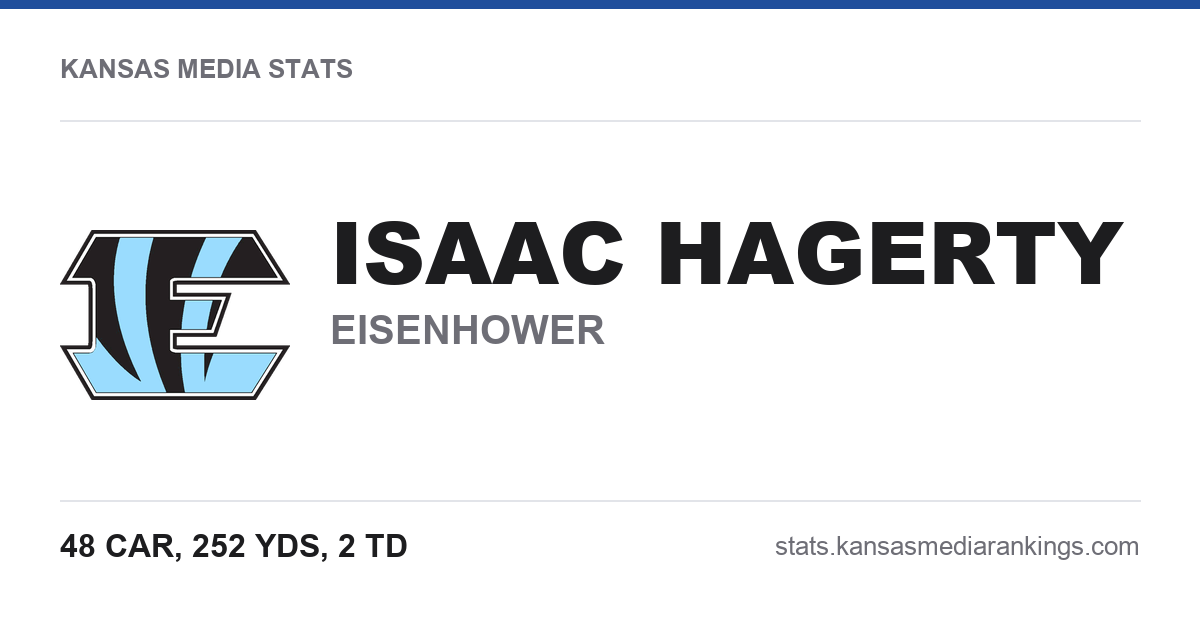 KANSAS MEDIA STATS
E
ISAAC HAGERTY
EISENHOWER
48 CAR, 252 YDS, 2 TD
stats.kansasmediarankings.com